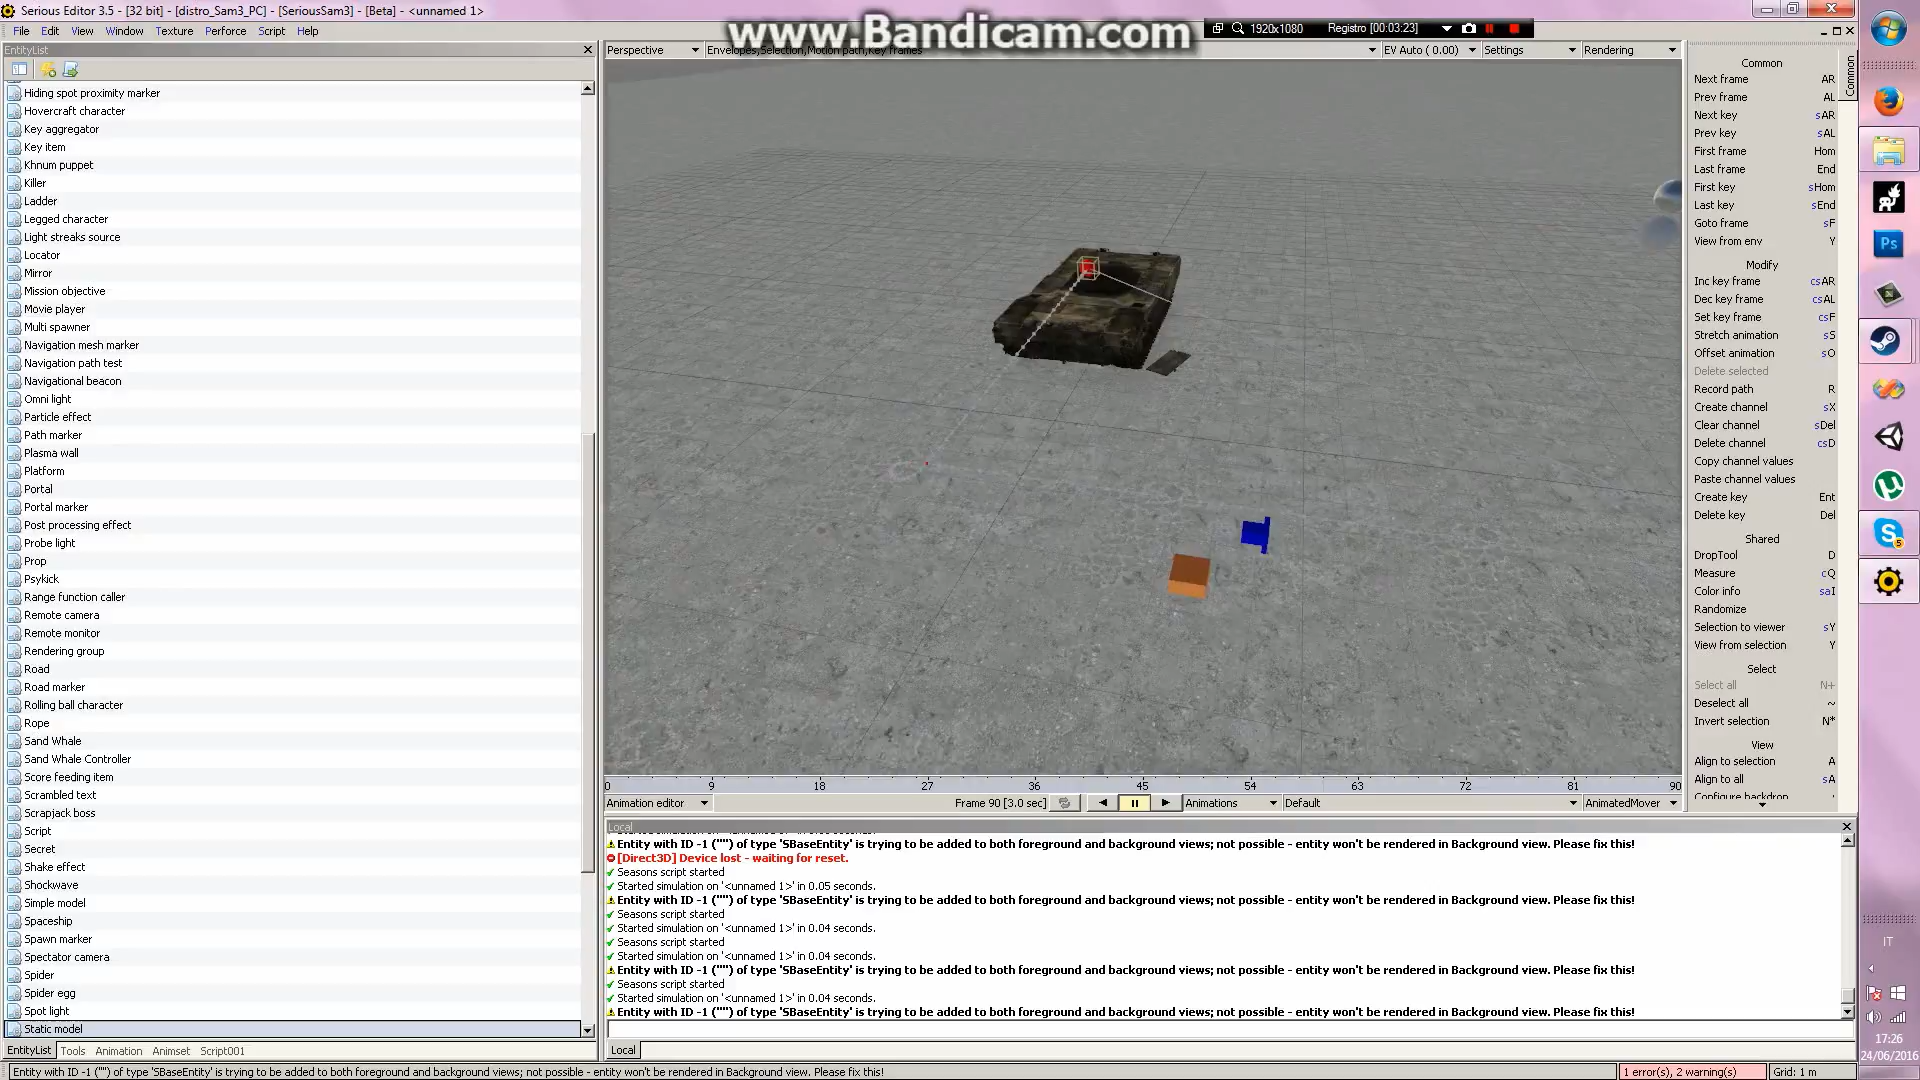 Serious Editor 3.5 - [32 bit] - [distro_Sam3_PC] - [SeriousSam3] - [Beta] - <unnamed 1>
www.Bandicam.com
1920x1080
Registro [00:03:23]
File Edit View Window Texture Perforce Script Help
EntityList
Perspective
Envelopes,Selection,Motion path,Key frames
EV Auto ( 0.00)
Settings
Rendering
Hiding spot proximity marker
Hovercraft character
Key aggregator
Key item
Khnum puppet
Killer
Ladder
Legged character
Light streaks source
Locator
Mirror
Mission objective
Movie player
Multi spawner
Navigation mesh marker
Navigation path test
Navigational beacon
Omni light
Particle effect
Path marker
Plasma wall
Platform
Portal
Portal marker
Post processing effect
Probe light
Prop
Psykick
Range function caller
Remote camera
Remote monitor
Rendering group
Road
Road marker
Rolling ball character
Rope
Sand Whale
Sand Whale Controller
Score feeding item
Scrambled text
Scrapjack boss
Script
Secret
Shake effect
Shockwave
Simple model
Spaceship
Spawn marker
Spectator camera
Spider
Spider egg
Spot light
Static model
EntityList Tools Animation Animset Script001
Common
Common
Next frame AR
Prev frame AL
Next key sAR
Prev key sAL
First frame Hom
Last frame End
First key sHom
Last key sEnd
Goto frame sF
View from env Y
Modify
Inc key frame csAR
Dec key frame csAL
Set key frame csF
Stretch animation sS
Offset animation sO
Delete selected
Record path R
Create channel sX
Clear channel sDel
Delete channel csD
Copy channel values
Paste channel values
Create key Ent
Delete key Del
Shared
DropTool D
Measure cQ
Color info saI
Randomize
Selection to viewer sY
View from selection Y
Select
Select all N+
Deselect all ~
Invert selection N*
View
Align to selection A
Align to all sA
Configure backdrop
0 9 18 27 36 45 54 63 72 81 90
Animation editor
Frame 90 [3.0 sec]
Animations
Default
AnimatedMover
Local
Entity with ID -1 ("") of type 'SBaseEntity' is trying to be added to both foreground and background views; not possible - entity won't be rendered in Background view. Please fix this!
[Direct3D] Device lost - waiting for reset.
Seasons script started
Started simulation on '<unnamed 1>' in 0.05 seconds.
Entity with ID -1 ("") of type 'SBaseEntity' is trying to be added to both foreground and background views; not possible - entity won't be rendered in Background view. Please fix this!
Seasons script started
Started simulation on '<unnamed 1>' in 0.04 seconds.
Seasons script started
Started simulation on '<unnamed 1>' in 0.04 seconds.
Entity with ID -1 ("") of type 'SBaseEntity' is trying to be added to both foreground and background views; not possible - entity won't be rendered in Background view. Please fix this!
Seasons script started
Started simulation on '<unnamed 1>' in 0.04 seconds.
Entity with ID -1 ("") of type 'SBaseEntity' is trying to be added to both foreground and background views; not possible - entity won't be rendered in Background view. Please fix this!
Local
Entity with ID -1 ("") of type 'SBaseEntity' is trying to be added to both foreground and background views; not possible - entity won't be rendered in Background view. Please fix this!
1 error(s), 2 warning(s)
Grid: 1 m
Ps
5
IT
17:26
24/06/2016